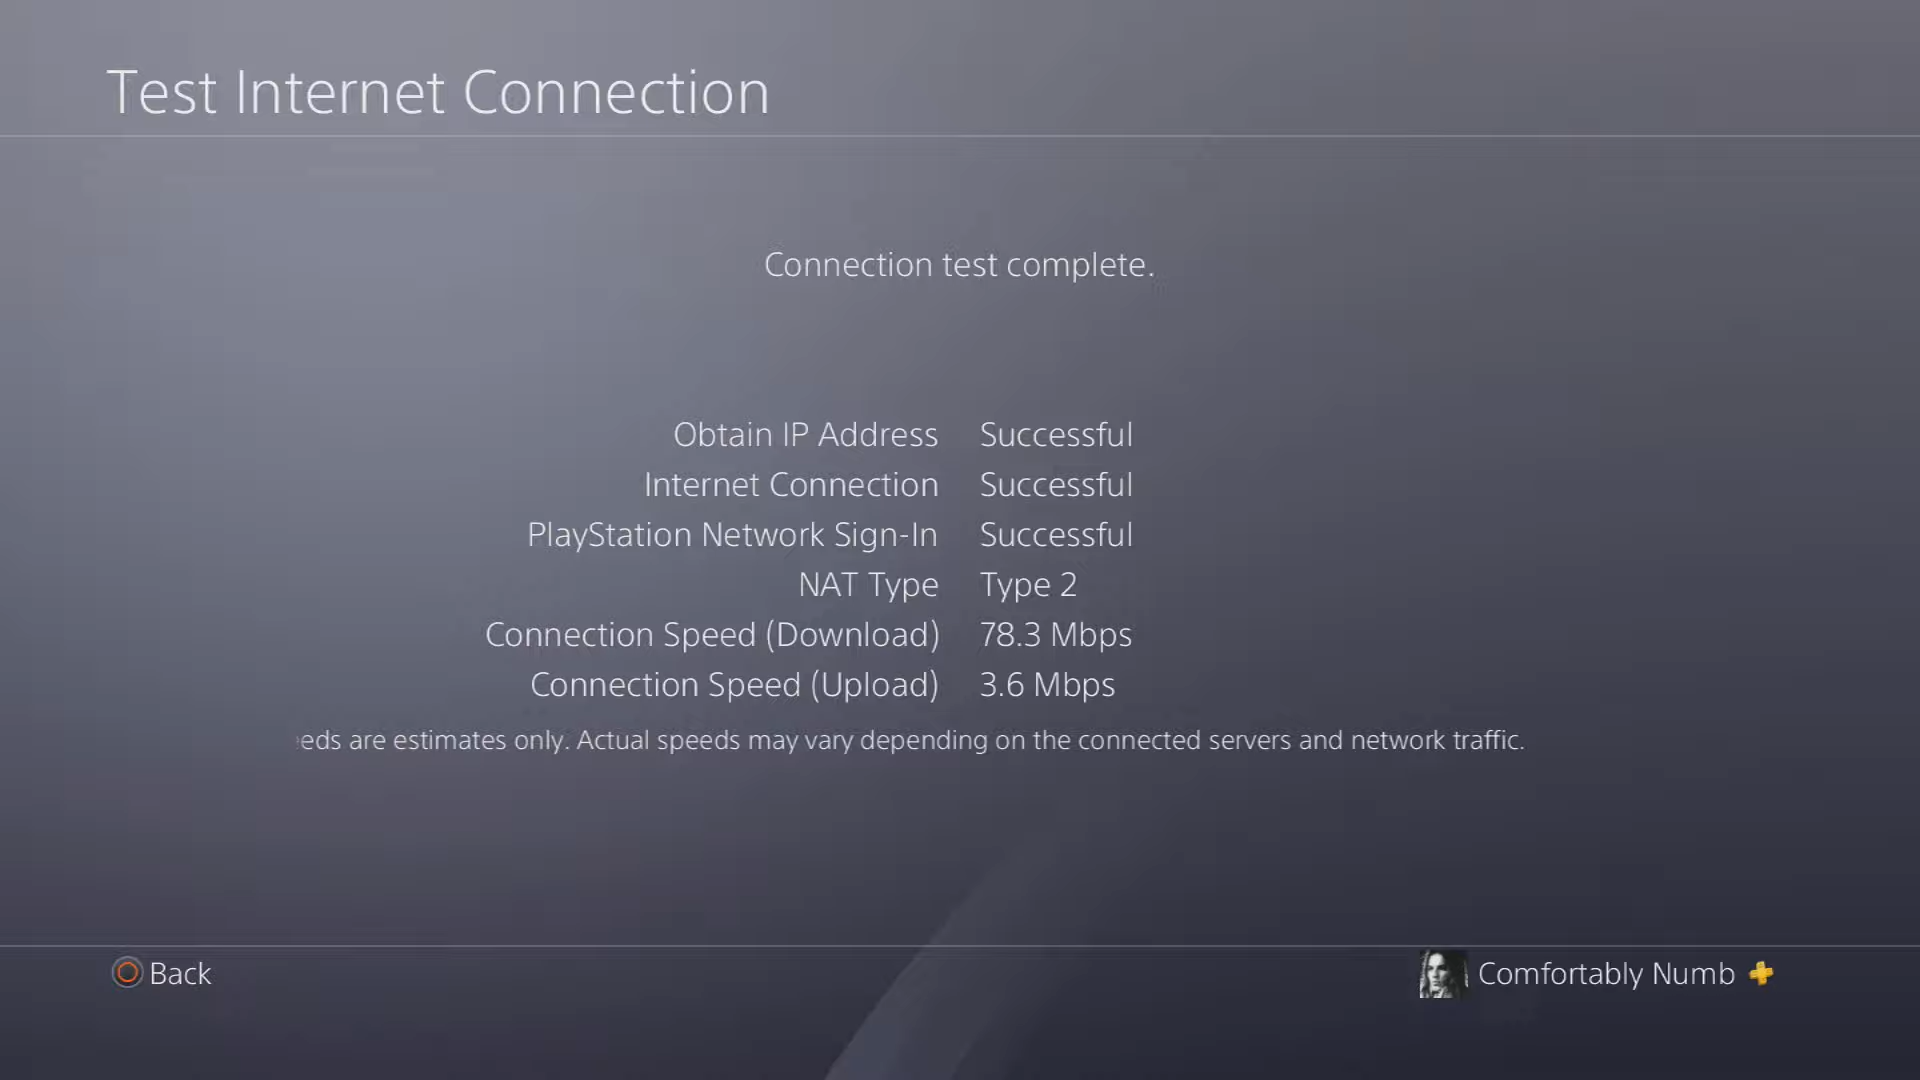 Test Internet Connection
Connection test complete.
Obtain IP Address Successful
Internet Connection Successful
PlayStation Network Sign-In Successful
NAT Type Type 2
Connection Speed (Download) 78.3 Mbps
Connection Speed (Upload) 3.6 Mbps
eds are estimates only. Actual speeds may vary depending on the connected servers and network traffic.
Back
Comfortably Numb